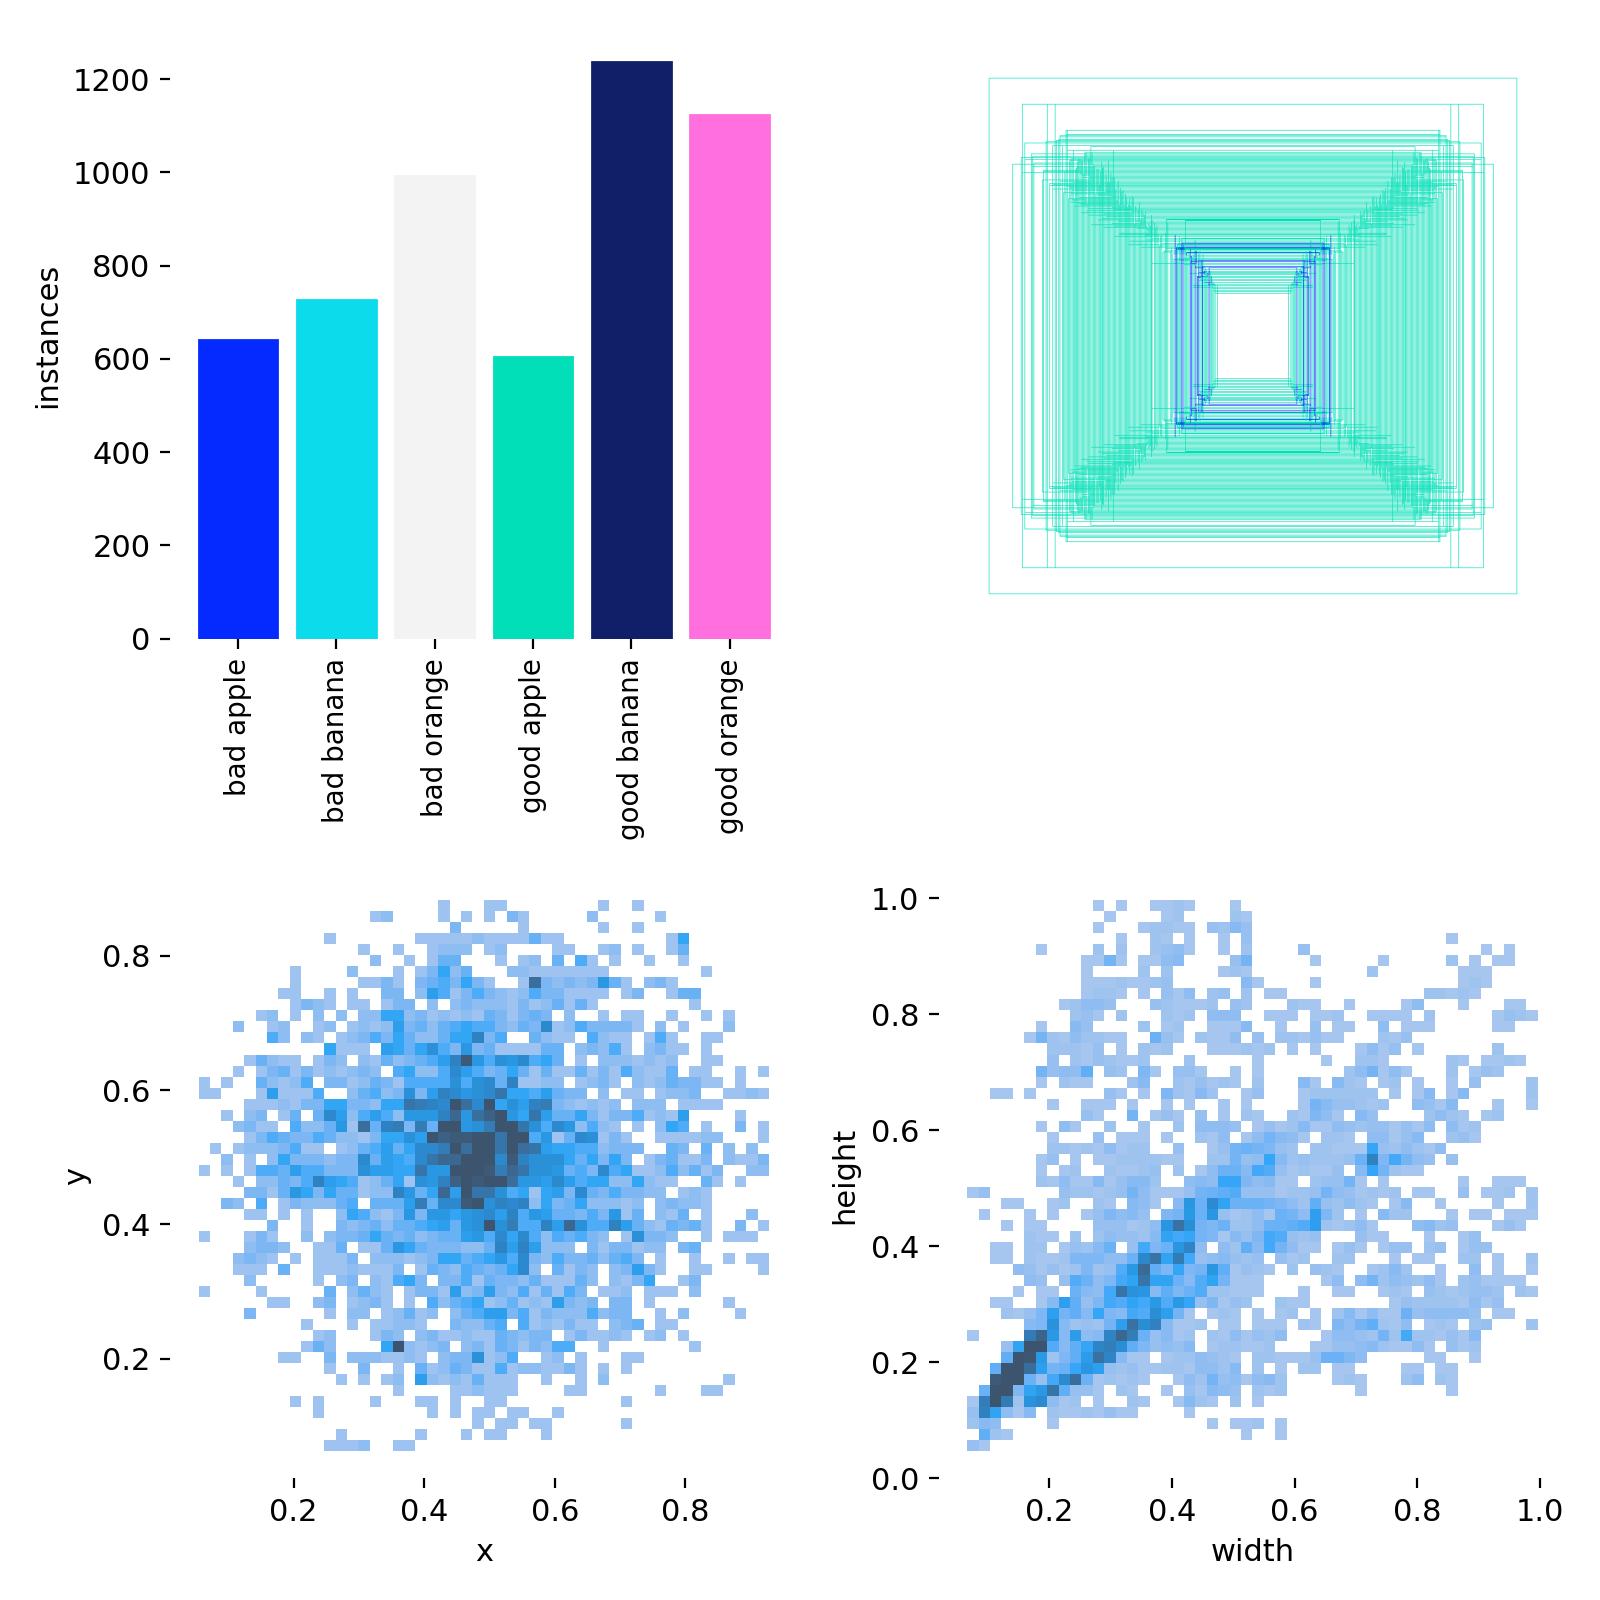 instances
1200
1000
800
600
400
200
0
bad apple
bad banana
bad orange
good apple
good banana
good orange
y
0.8
0.6
0.4
0.2
0.2 0.4 0.6 0.8
x
height
1.0
0.8
0.6
0.4
0.2
0.0
0.2 0.4 0.6 0.8 1.0
width